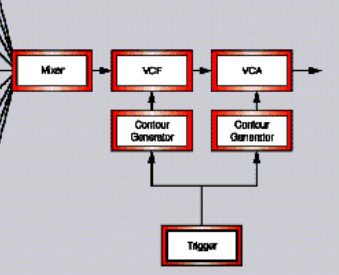 Mixer
VCF
VCA
Contour
Generator
Contour
Generator
Trigger